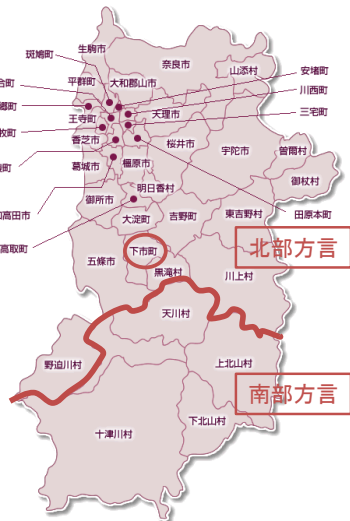 生駒市
斑鳩町
奈良市
平群町
大和郡山市
山添村
安堵町
川西町
王寺町
天理市
三宅町
香芝市
桜井市
宇陀市
曽爾村
葛城市
橿原市
御杖村
明日香村
御所市
田原本町
大淀町
吉野町
東吉野村
高取町
下市町
北部方言
五條市
黒滝村
川上村
天川村
野迫川村
上北山村
南部方言
下北山村
十津川村